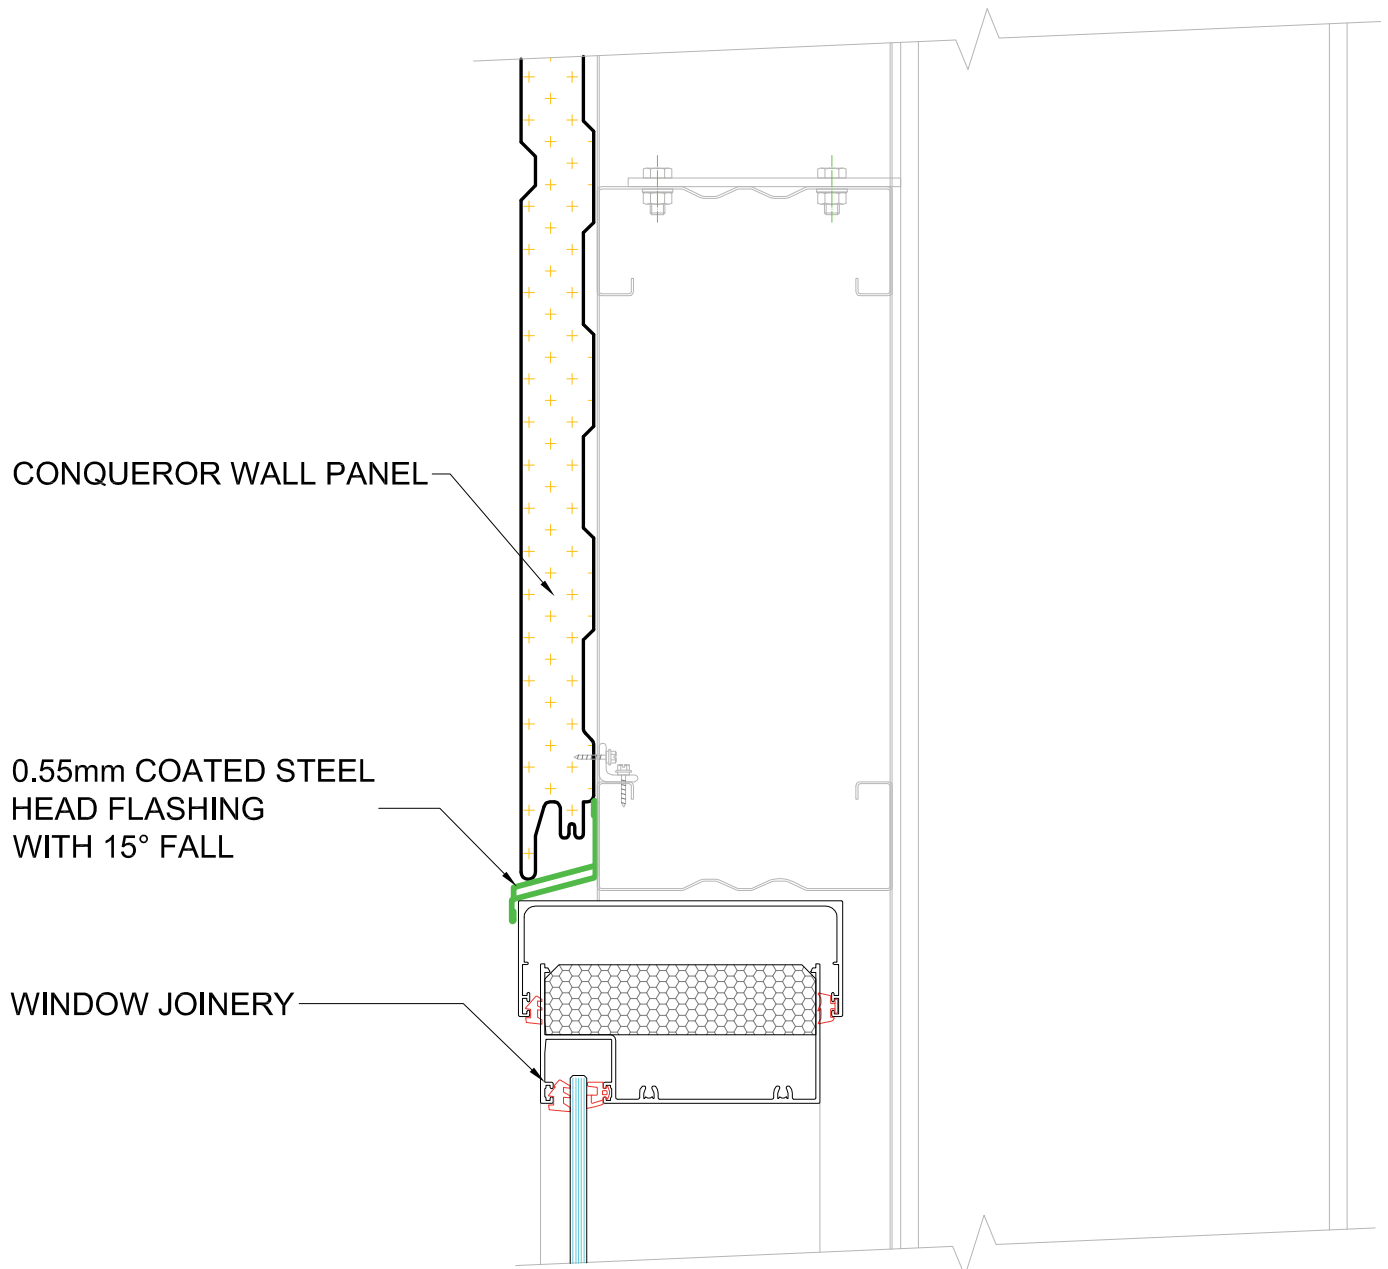 CONQUEROR WALL PANEL
0.55mm COATED STEEL
HEAD FLASHING
WITH 15° FALL
WINDOW JOINERY